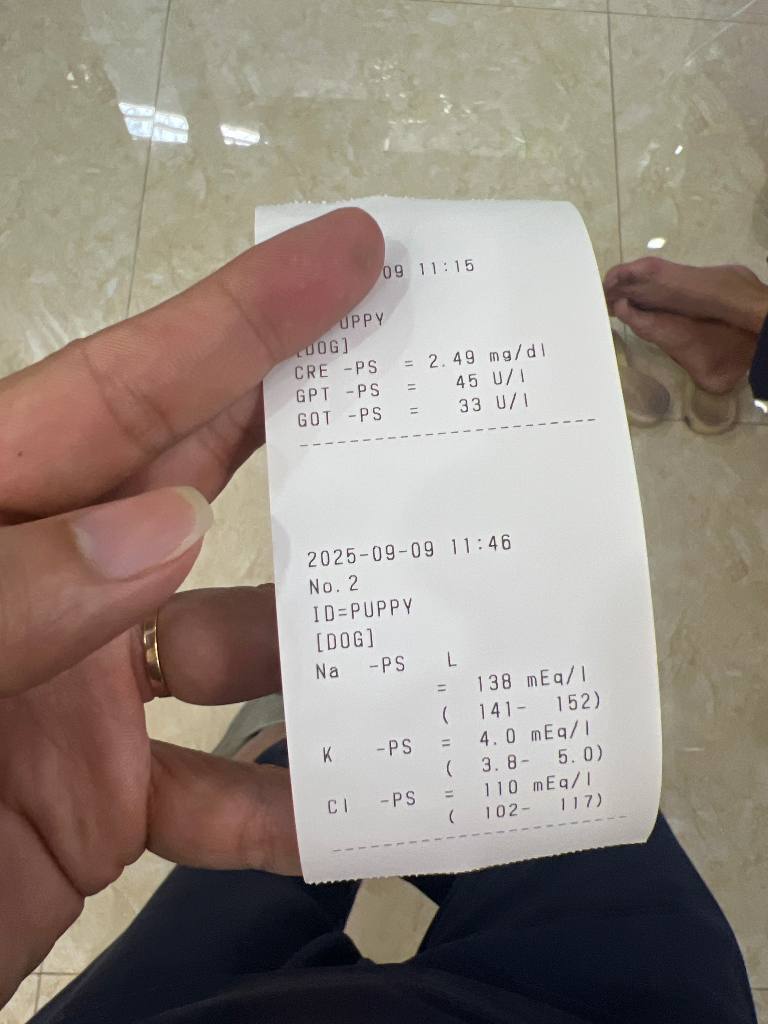 09 11:15
UPPY
[DOG]
CRE -PS = 2.49 mg/dl
GPT -PS = 45 U/l
GOT -PS = 33 U/l
2025-09-09 11:46
No.2
ID=PUPPY
[DOG]
Na -PS L
= 138 mEq/l
( 141- 152)
K -PS = 4.0 mEq/l
( 3.8- 5.0)
Cl -PS = 110 mEq/l
( 102- 117)